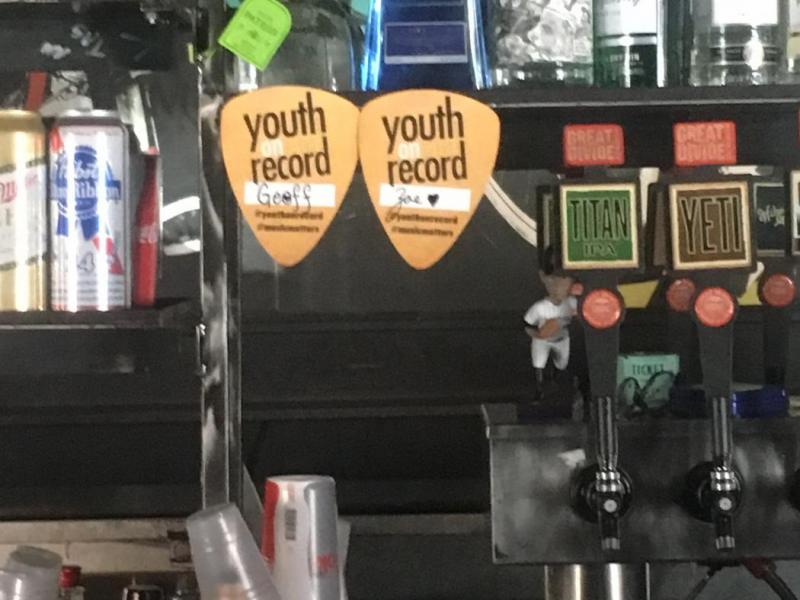 youth
on
record
Geoff
@youthonrecord
#musicmatters
youth
on
record
Zoe ♥
@youthonrecord
#musicmatters
GREAT
DIVIDE
TITAN
IPA
GREAT
DIVIDE
YETI
TICKET
Pabst